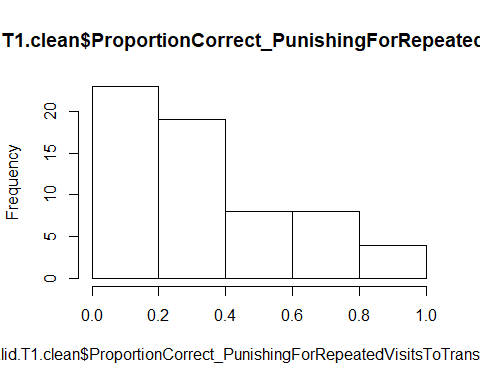 .T1.clean$ProportionCorrect_PunishingForRepeated
Frequency
20
15
10
5
0
0.0 0.2 0.4 0.6 0.8 1.0
lid.T1.clean$ProportionCorrect_PunishingForRepeatedVisitsToTrans